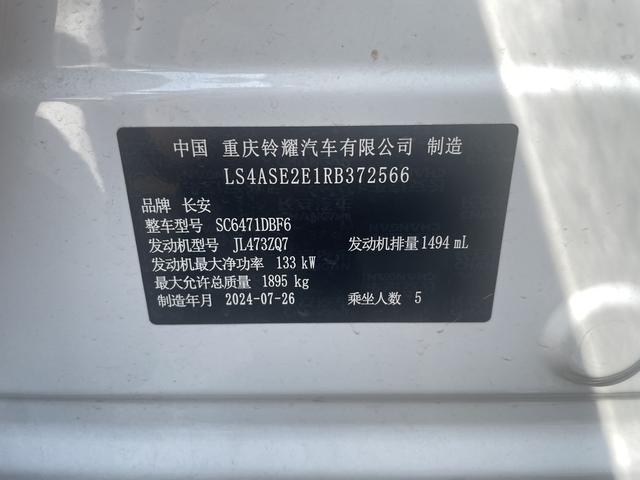 中国 重庆铃耀汽车有限公司 制造
LS4ASE2E1RB372566
品牌 长安
整车型号 SC6471DBF6
发动机型号 JL473ZQ7 发动机排量 1494 mL
发动机最大净功率 133 kW
最大允许总质量 1895 kg
制造年月 2024-07-26 乘坐人数 5